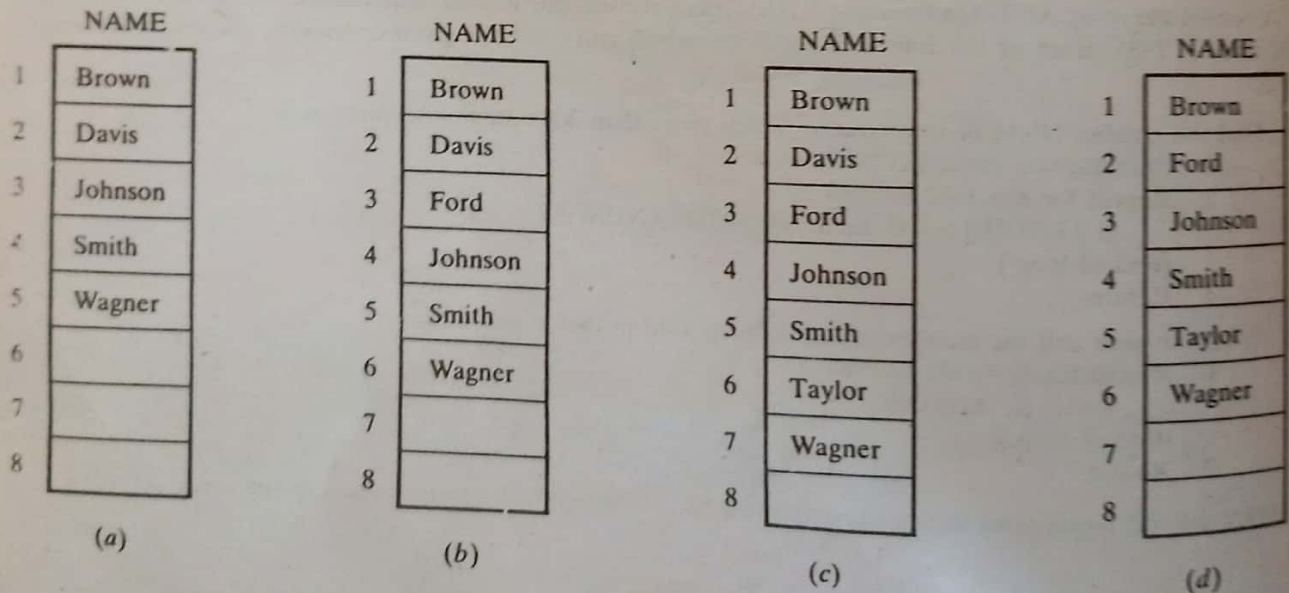 NAME
1 Brown
2 Davis
3 Johnson
4 Smith
5 Wagner
6
7
8
(a)
NAME
1 Brown
2 Davis
3 Ford
4 Johnson
5 Smith
6 Wagner
7
8
(b)
NAME
1 Brown
2 Davis
3 Ford
4 Johnson
5 Smith
6 Taylor
7 Wagner
8
(c)
NAME
1 Brown
2 Ford
3 Johnson
4 Smith
5 Taylor
6 Wagner
7
8
(d)